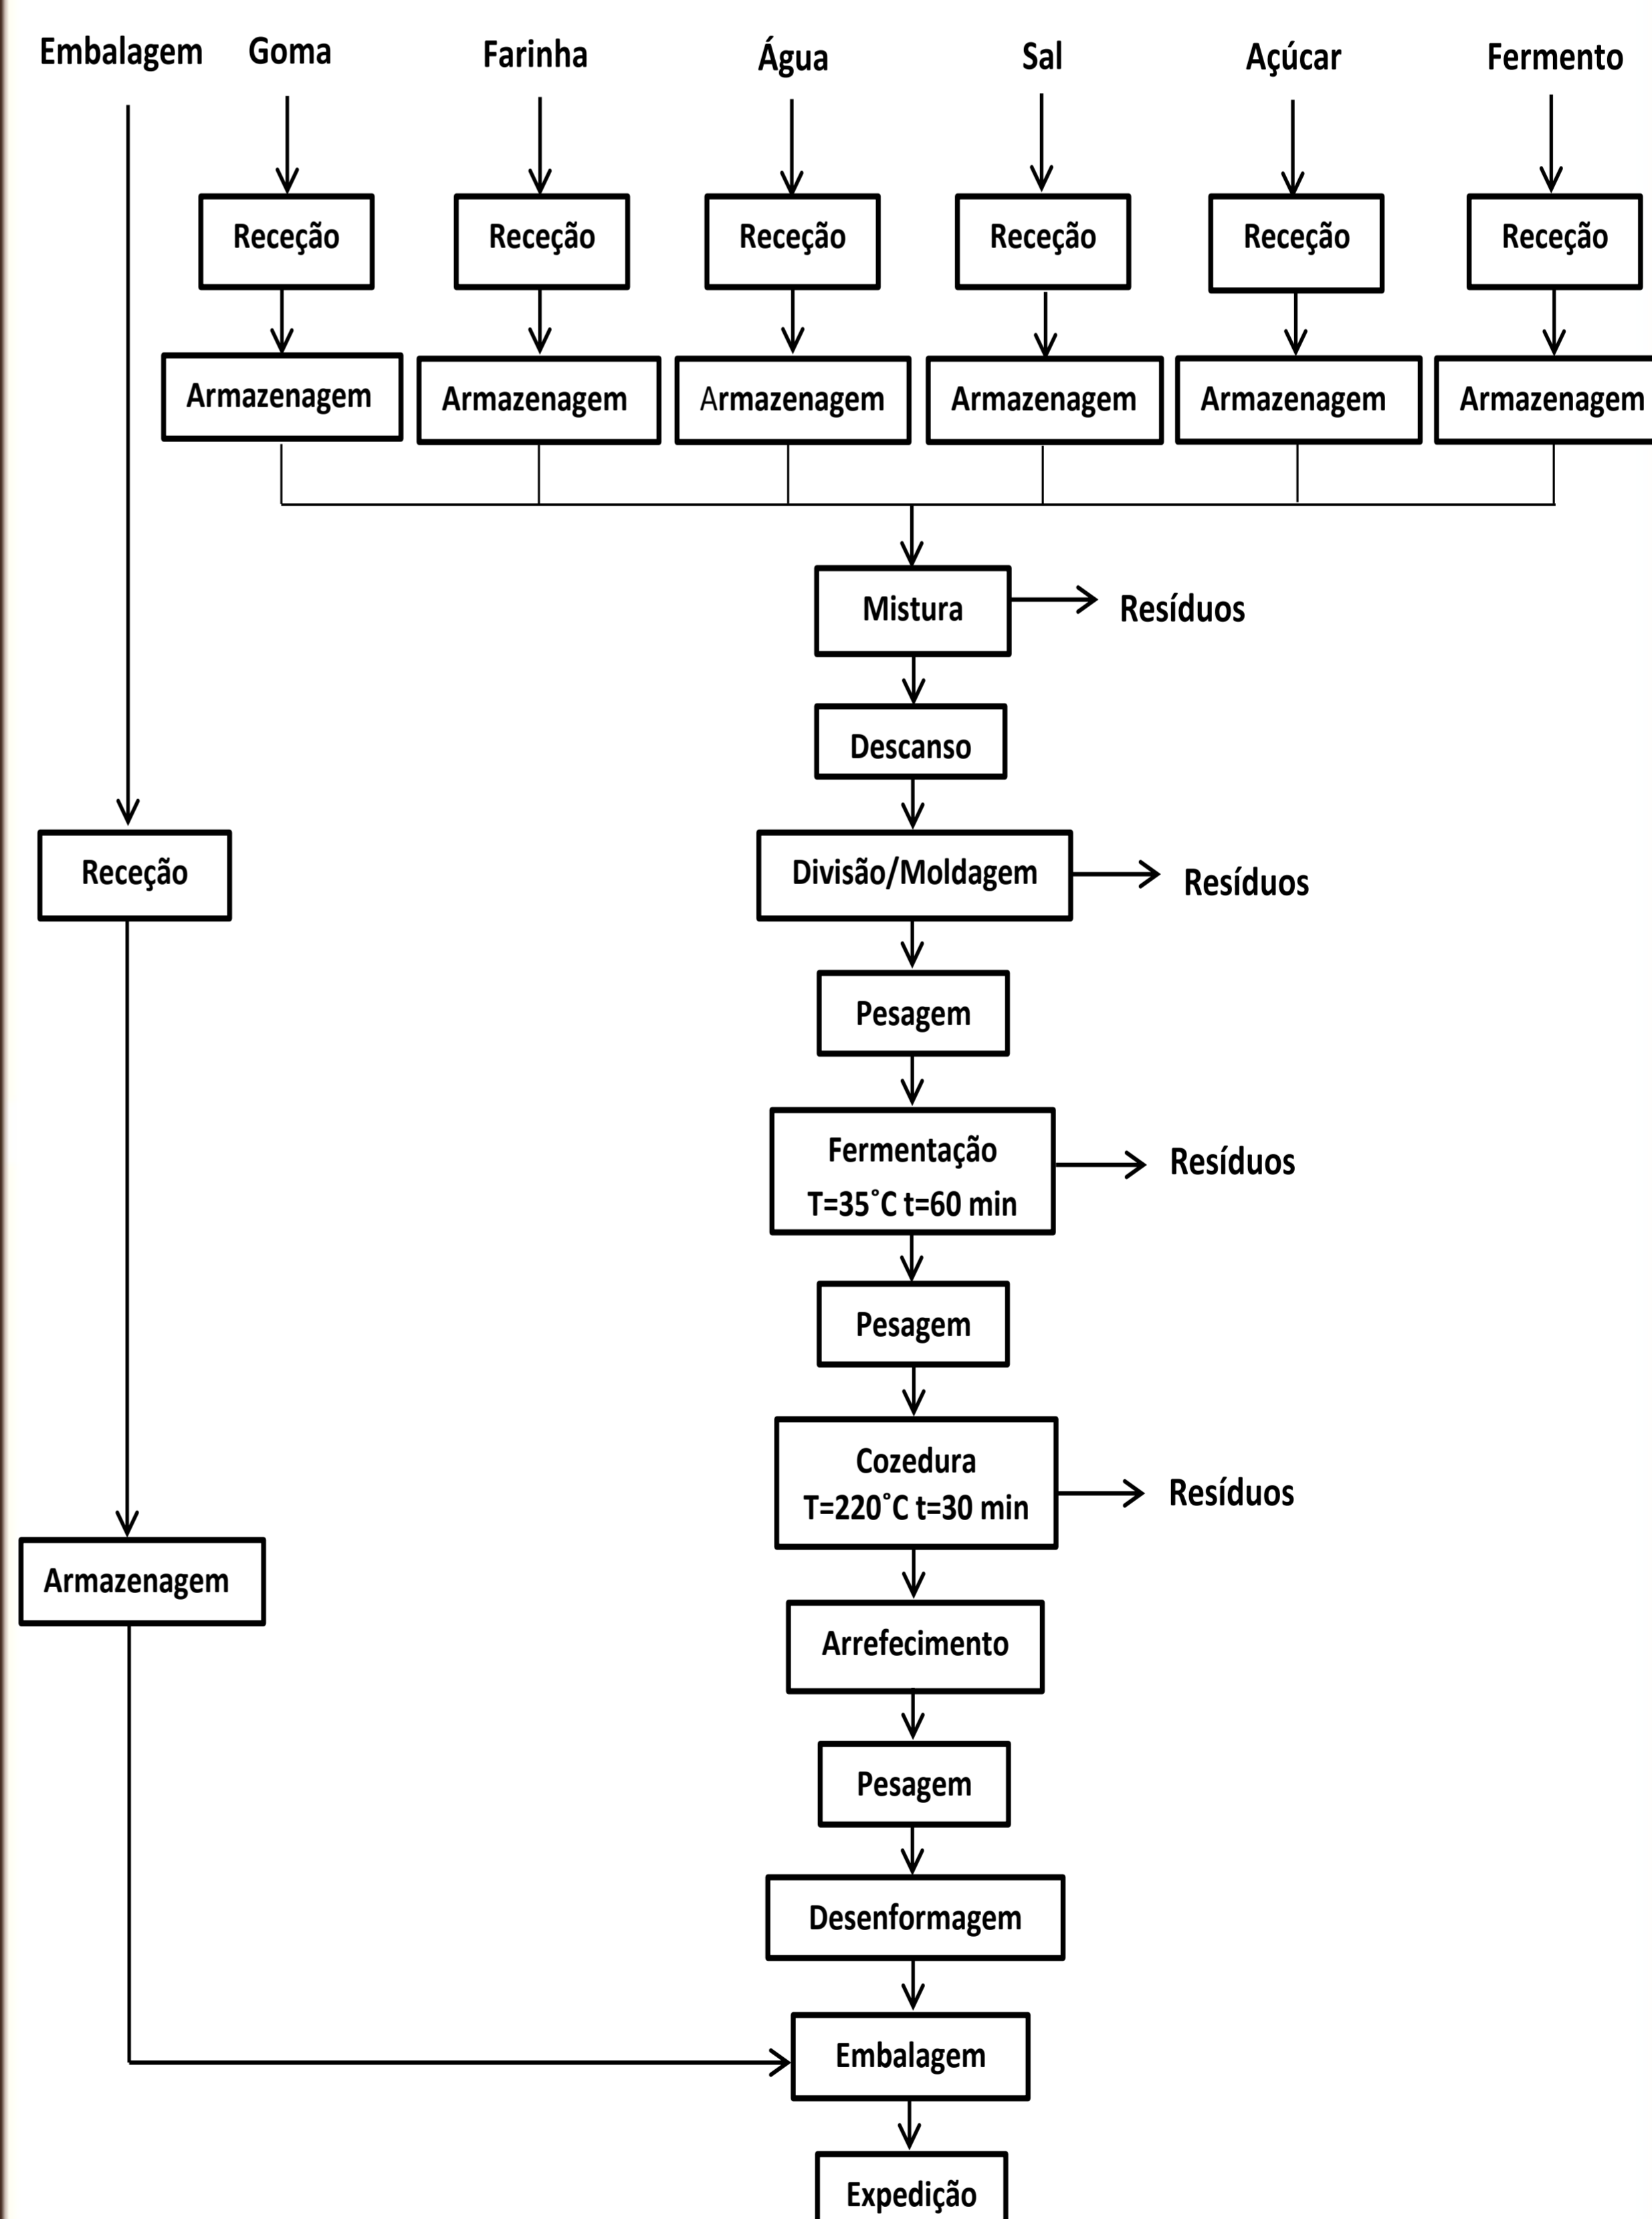 Embalagem Goma Farinha Água Sal Açúcar Fermento
Receção Receção Receção Receção Receção Receção
Armazenagem Armazenagem Armazenagem Armazenagem Armazenagem Armazenagem
Mistura Resíduos
Descanso
Receção Divisão/Moldagem Resíduos
Pesagem
Fermentação Resíduos
T=35°C t=60 min
Pesagem
Cozedura
T=220°C t=30 min Resíduos
Armazenagem
Arrefecimento
Pesagem
Desenformagem
Embalagem
Expedição